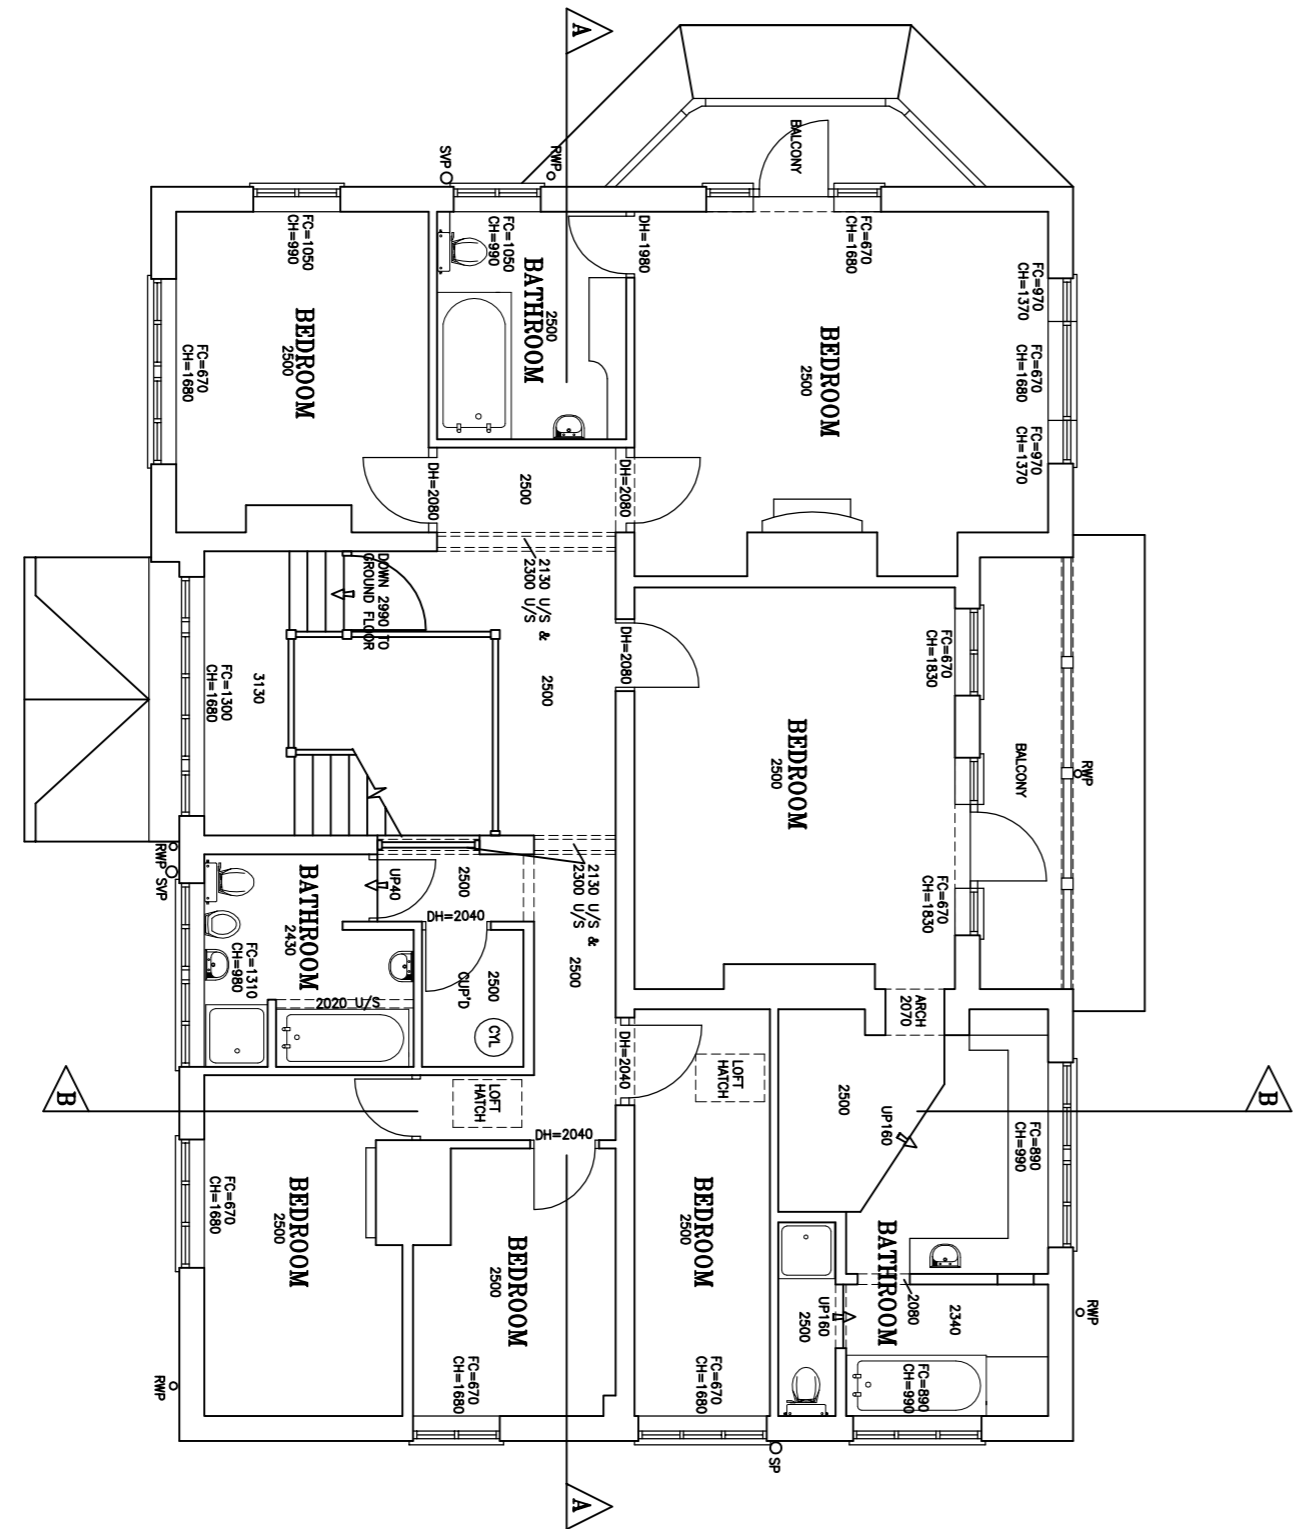 A
BALCONY
SVP
RWP
FC=1050
CH=990
FC=1050
CH=990
DH=1980
FC=670
CH=1680
FC=970
CH=1370
FC=670
CH=1680
FC=970
CH=1370
BATHROOM
2500
BEDROOM
2500
FC=670
CH=1680
BEDROOM
2500
DH=2080
2500
DH=2080
2130 U/S &
2300 U/S
DOWN 2990 TO
GROUND FLOOR
DH=2080
2500
3130
FC=1300
CH=1680
BEDROOM
2500
FC=670
CH=1830
BALCONY
RWP
FC=670
CH=1830
RWP
SVP
BATHROOM
2430
UP40
2500
DH=2040
2130 U/S &
2300 U/S
2500
FC=1310
CH=980
2020 U/S
2500
CUP'D
CYL
ARCH
2070
DH=2040
LOFT
HATCH
LOFT
HATCH
2500
UP160
B
B
FC=890
CH=990
DH=2040
FC=670
CH=1680
BEDROOM
2500
BEDROOM
2500
BEDROOM
2500
BATHROOM
2080
2340
UP160
2500
RWP
FC=670
CH=1680
FC=670
CH=1680
FC=890
CH=990
RWP
SP
A